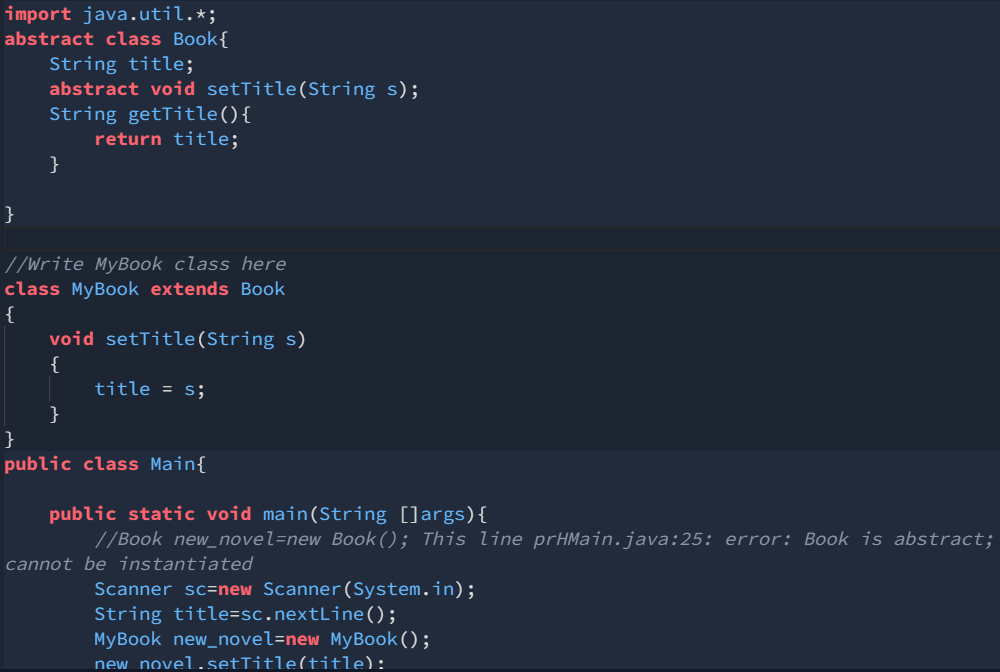 import java.util.*;
abstract class Book{
    String title;
    abstract void setTitle(String s);
    String getTitle(){
        return title;
    }

}

//Write MyBook class here
class MyBook extends Book
{
    void setTitle(String s)
    {
        title = s;
    }
}
public class Main{

    public static void main(String []args){
        //Book new_novel=new Book(); This line prHMain.java:25: error: Book is abstract;
cannot be instantiated
        Scanner sc=new Scanner(System.in);
        String title=sc.nextLine();
        MyBook new_novel=new MyBook();
        new_novel.setTitle(title);